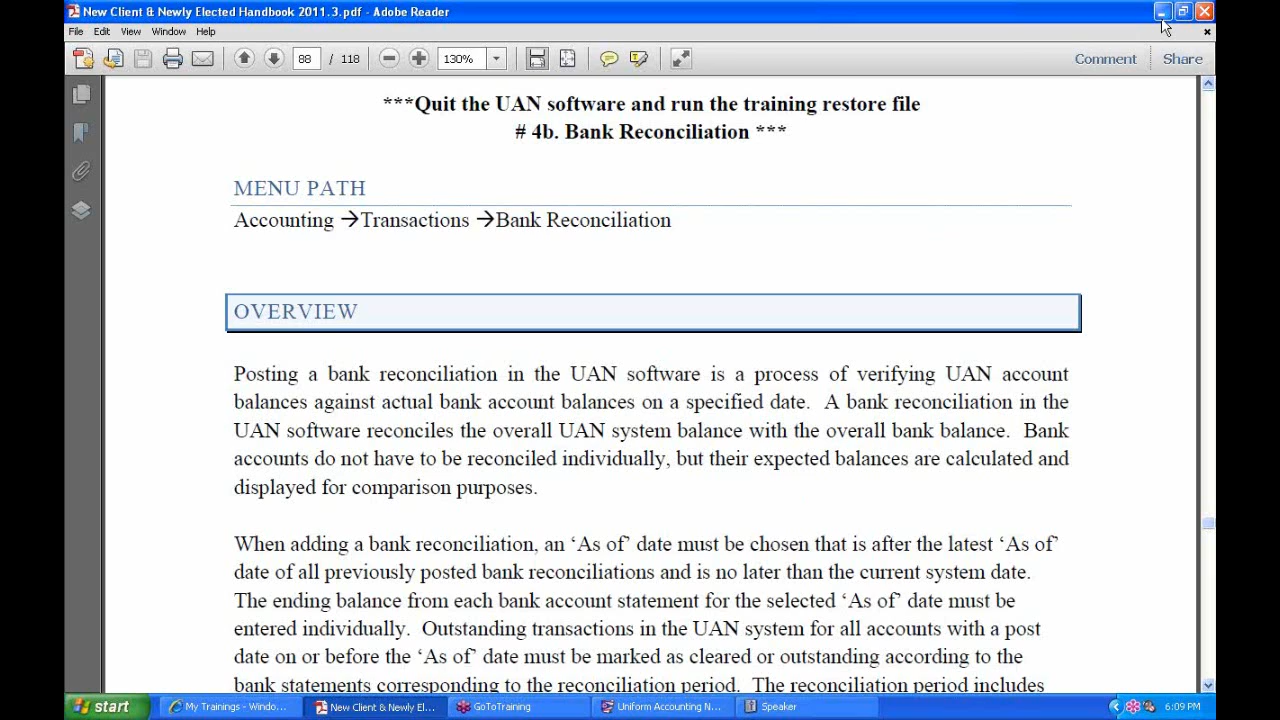 New Client & Newly Elected Handbook 2011.3.pdf - Adobe Reader
File Edit View Window Help
88 / 118 130% Comment Share
***Quit the UAN software and run the training restore file
# 4b. Bank Reconciliation ***
MENU PATH
Accounting →Transactions →Bank Reconciliation
OVERVIEW
Posting a bank reconciliation in the UAN software is a process of verifying UAN account
balances against actual bank account balances on a specified date. A bank reconciliation in the
UAN software reconciles the overall UAN system balance with the overall bank balance. Bank
accounts do not have to be reconciled individually, but their expected balances are calculated and
displayed for comparison purposes.
When adding a bank reconciliation, an ‘As of’ date must be chosen that is after the latest ‘As of’
date of all previously posted bank reconciliations and is no later than the current system date.
The ending balance from each bank account statement for the selected ‘As of’ date must be
entered individually. Outstanding transactions in the UAN system for all accounts with a post
date on or before the ‘As of’ date must be marked as cleared or outstanding according to the
bank statements corresponding to the reconciliation period. The reconciliation period includes
start My Trainings - Windo... New Client & Newly El... GoToTraining Uniform Accounting N... Speaker 6:09 PM